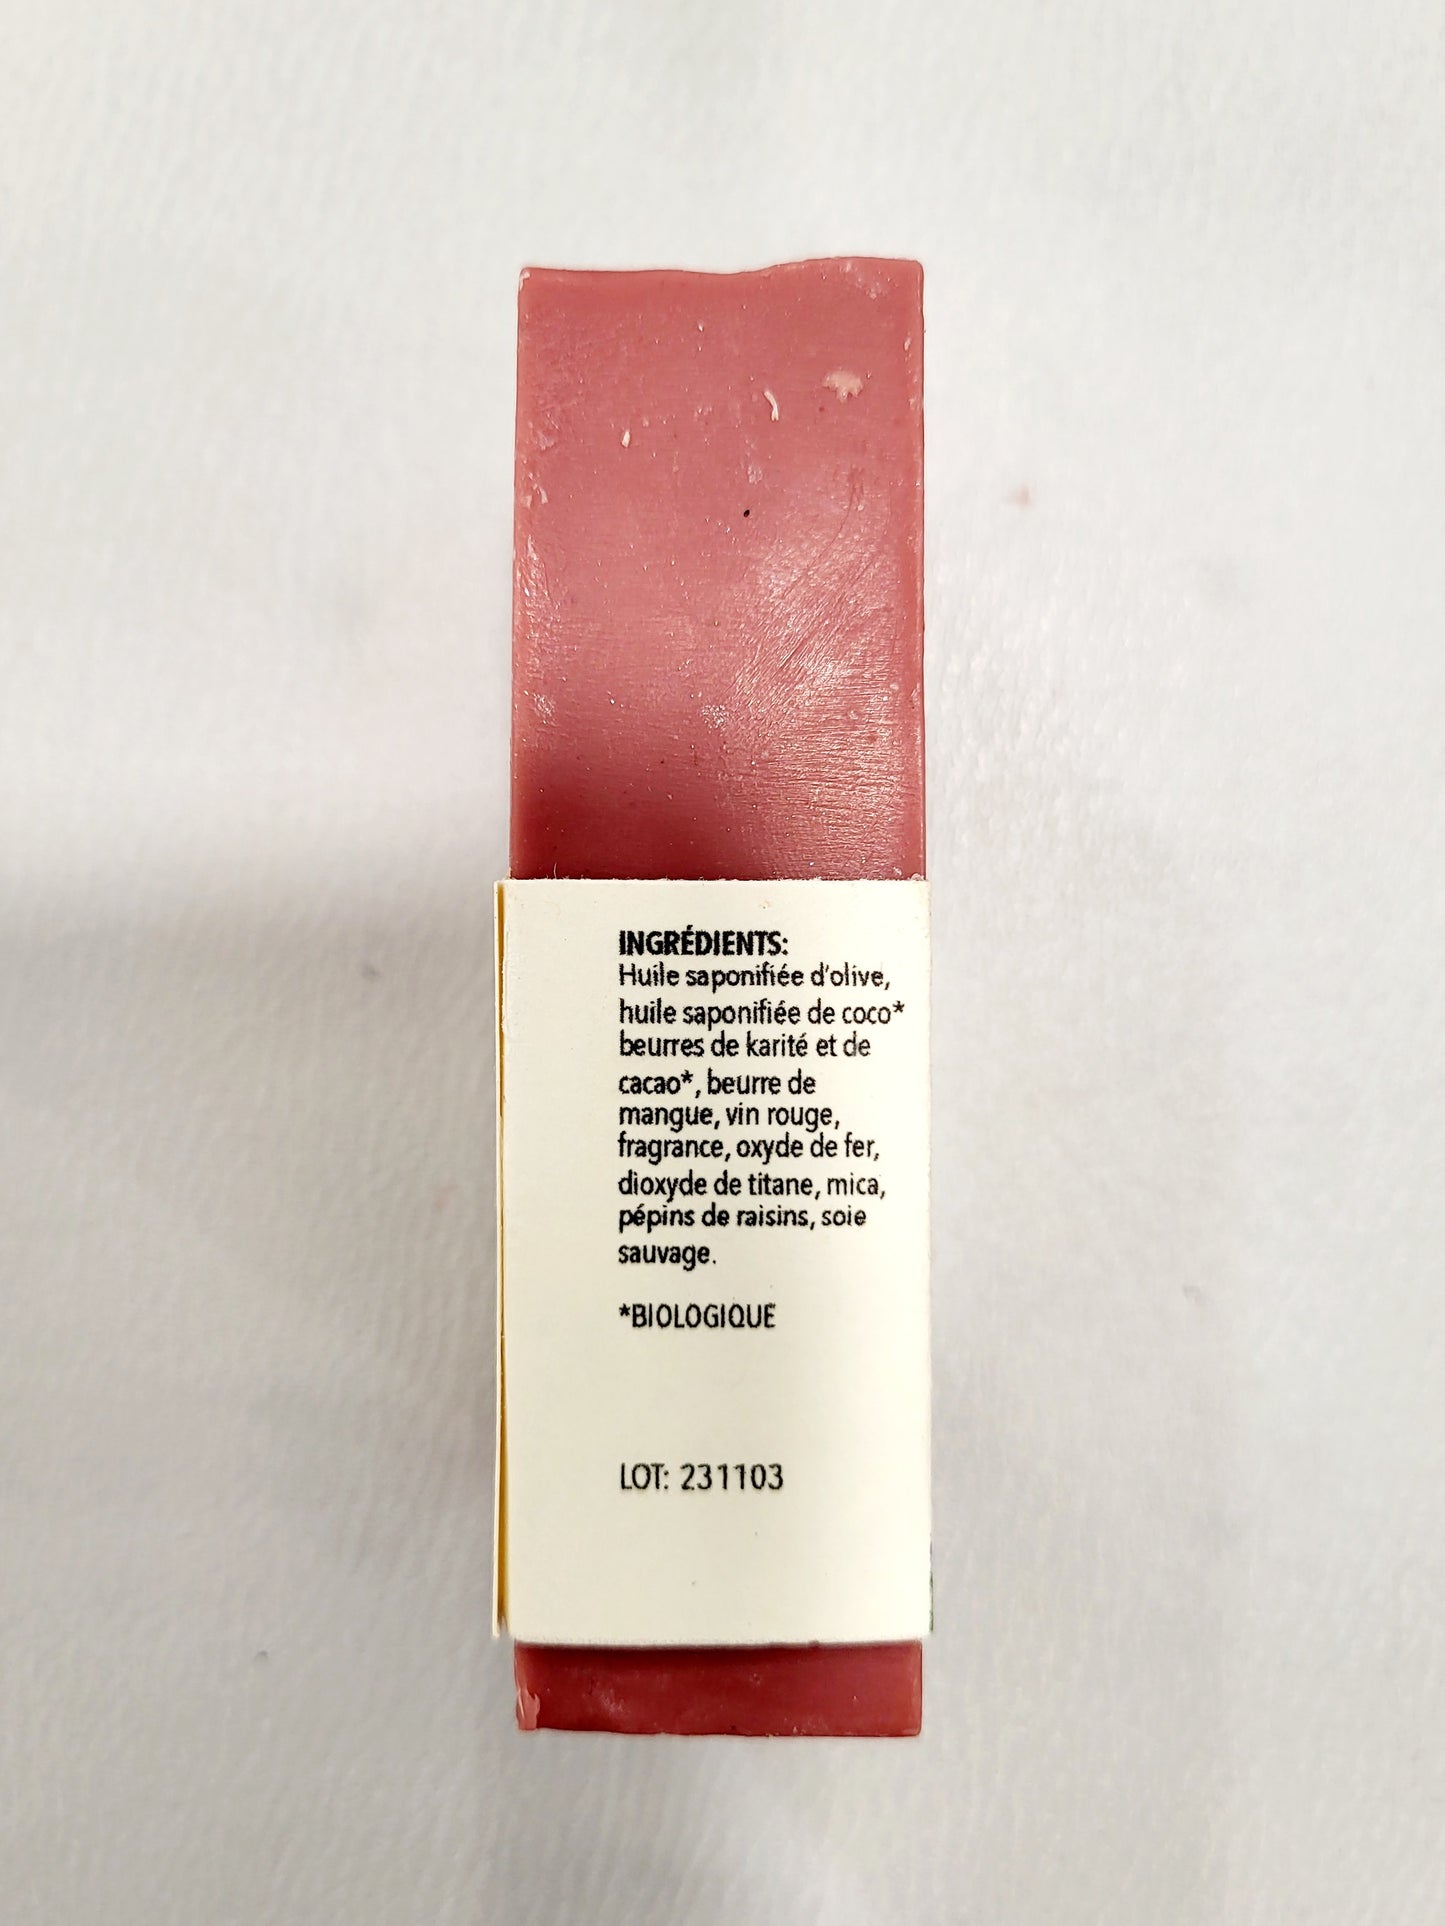 INGRÉDIENTS:
Huile saponifiée d'olive,
huile saponifiée de coco*
beurres de karité et de
cacao*, beurre de
mangue, vin rouge,
fragrance, oxyde de fer,
dioxyde de titane, mica,
pépins de raisins, soie
sauvage.
*BIOLOGIQUE
LOT: 231103